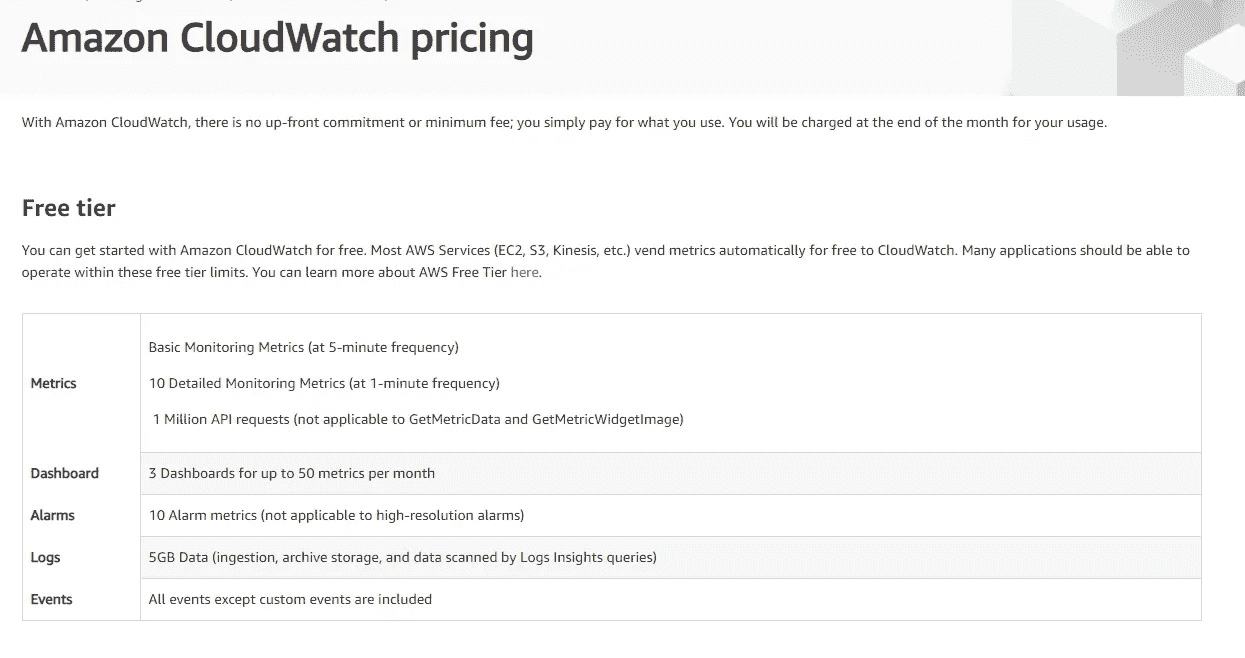 Amazon CloudWatch pricing
With Amazon CloudWatch, there is no up-front commitment or minimum fee; you simply pay for what you use. You will be charged at the end of the month for your usage.
Free tier
You can get started with Amazon CloudWatch for free. Most AWS Services (EC2, S3, Kinesis, etc.) vend metrics automatically for free to CloudWatch. Many applications should be able to
operate within these free tier limits. You can learn more about AWS Free Tier here.
Metrics
Basic Monitoring Metrics (at 5-minute frequency)
10 Detailed Monitoring Metrics (at 1-minute frequency)
1 Million API requests (not applicable to GetMetricData and GetMetricWidgetImage)
Dashboard
3 Dashboards for up to 50 metrics per month
Alarms
10 Alarm metrics (not applicable to high-resolution alarms)
Logs
5GB Data (ingestion, archive storage, and data scanned by Logs Insights queries)
Events
All events except custom events are included